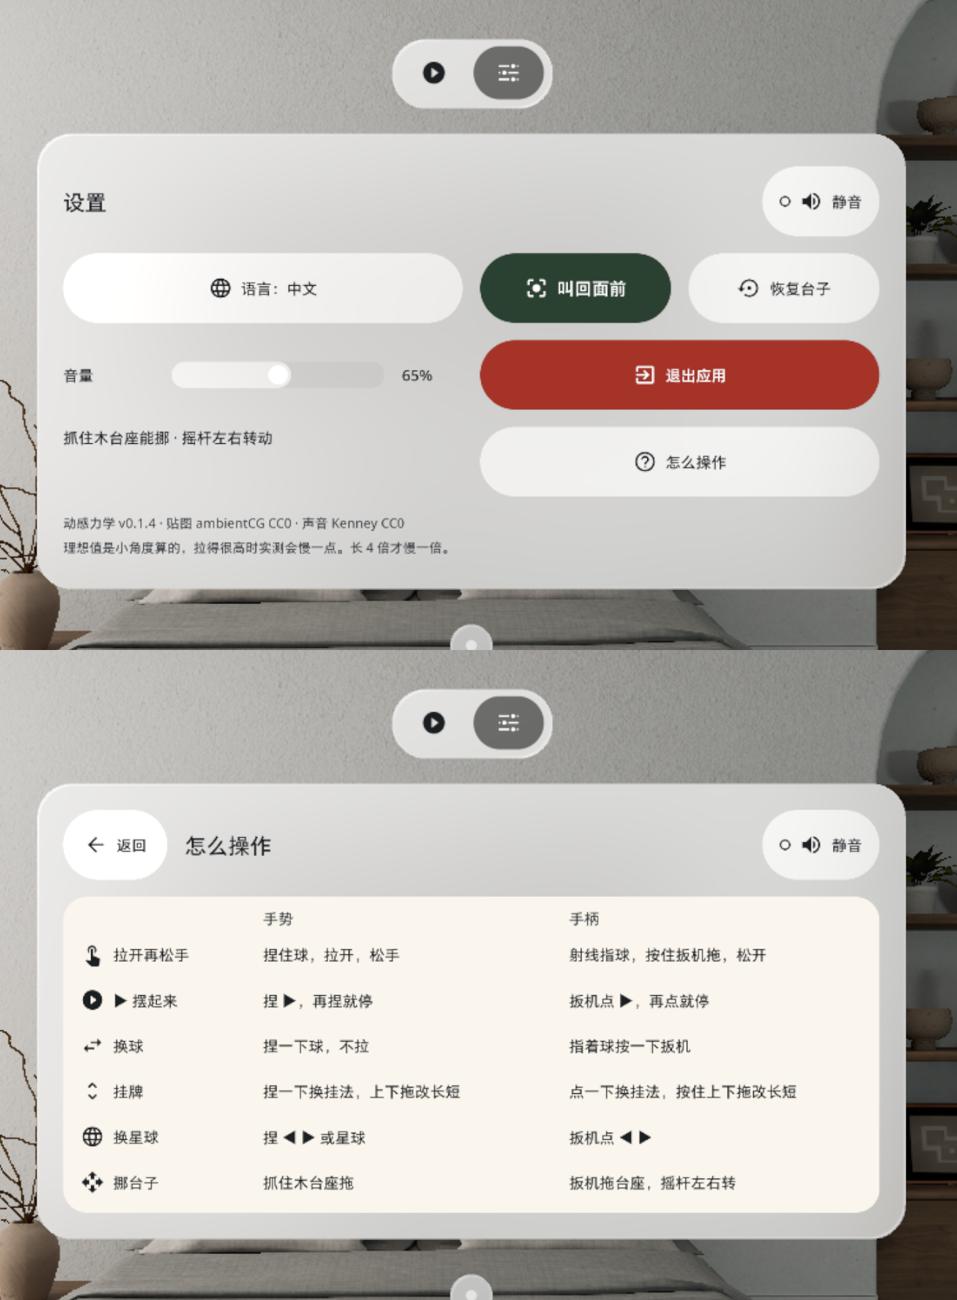 设置
静音
语言：中文
叫回面前
恢复台子
音量
65%
退出应用
抓住木台座能挪 · 摇杆左右转动
怎么操作
动感力学 v0.1.4 · 贴图 ambientCG CC0 · 声音 Kenney CC0
理想值是小角度算的，拉得很高时实测会慢一点。长 4 倍才慢一倍。
返回
怎么操作
静音
手势
手柄
拉开再松手
捏住球，拉开，松手
射线指球，按住扳机拖，松开
▶ 摆起来
捏 ▶，再捏就停
扳机点 ▶，再点就停
换球
捏一下球，不拉
指着球按一下扳机
挂牌
捏一下换挂法，上下拖改长短
点一下换挂法，按住上下拖改长短
换星球
捏 ◀ ▶ 或星球
扳机点 ◀ ▶
挪台子
抓住木台座拖
扳机拖台座，摇杆左右转